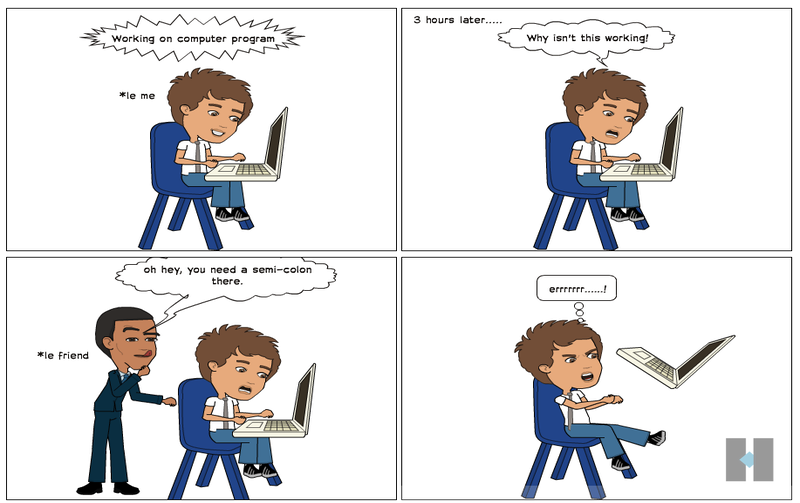 Working on computer program
*le me
3 hours later.....
Why isn't this working!
oh hey, you need a semi-colon
there.
*le friend
errrrrrr......!